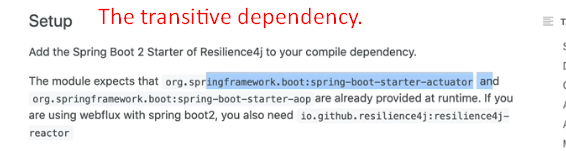 Setup
The transitive dependency.
Add the Spring Boot 2 Starter of Resilience4j to your compile dependency.
The module expects that org.springframework.boot:spring-boot-starter-actuator and
org.springframework.boot:spring-boot-starter-aop are already provided at runtime. If you
are using webflux with spring boot2, you also need io.github.resilience4j:resilience4j-
reactor